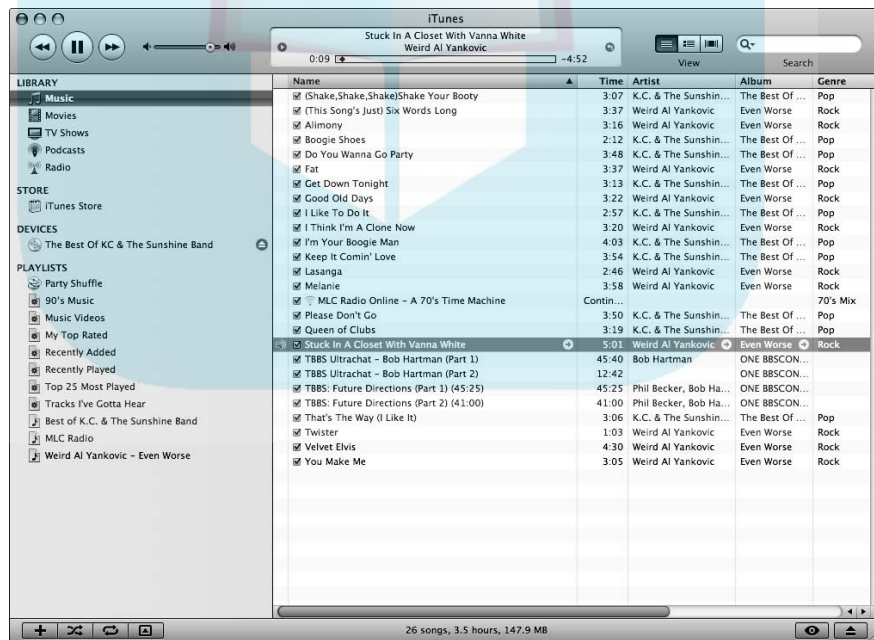 iTunes
Stuck In A Closet With Vanna White
Weird Al Yankovic
0:09 -4:52
View
Search
LIBRARY
Music
Movies
TV Shows
Podcasts
Radio
STORE
iTunes Store
DEVICES
The Best Of KC & The Sunshine Band
PLAYLISTS
Party Shuffle
90's Music
Music Videos
My Top Rated
Recently Added
Recently Played
Top 25 Most Played
Tracks I've Gotta Hear
Best of K.C. & The Sunshine Band
MLC Radio
Weird Al Yankovic - Even Worse
Name Time Artist Album Genre
(Shake,Shake,Shake)Shake Your Booty 3:07 K.C. & The Sunshin... The Best Of ... Pop
(This Song's Just) Six Words Long 3:37 Weird Al Yankovic Even Worse Rock
Alimony 3:16 Weird Al Yankovic Even Worse Rock
Boogie Shoes 2:12 K.C. & The Sunshin... The Best Of ... Pop
Do You Wanna Go Party 3:48 K.C. & The Sunshin... The Best Of ... Pop
Fat 3:37 Weird Al Yankovic Even Worse Rock
Get Down Tonight 3:13 K.C. & The Sunshin... The Best Of ... Pop
Good Old Days 3:22 Weird Al Yankovic Even Worse Rock
I Like To Do It 2:57 K.C. & The Sunshin... The Best Of ... Pop
I Think I'm A Clone Now 3:20 Weird Al Yankovic Even Worse Rock
I'm Your Boogie Man 4:03 K.C. & The Sunshin... The Best Of ... Pop
Keep It Comin' Love 3:54 K.C. & The Sunshin... The Best Of ... Pop
Lasanga 2:46 Weird Al Yankovic Even Worse Rock
Melanie 3:58 Weird Al Yankovic Even Worse Rock
MLC Radio Online - A 70's Time Machine Contin... 70's Mix
Please Don't Go 3:50 K.C. & The Sunshin... The Best Of ... Pop
Queen of Clubs 3:19 K.C. & The Sunshin... The Best Of ... Pop
Stuck In A Closet With Vanna White 5:01 Weird Al Yankovic Even Worse Rock
TBBS Ultrachat - Bob Hartman (Part 1) 45:40 Bob Hartman ONE BBSCON...
TBBS Ultrachat - Bob Hartman (Part 2) 12:42 ONE BBSCON...
TBBS: Future Directions (Part 1) (45:25) 45:25 Phil Becker, Bob Ha... ONE BBSCON...
TBBS: Future Directions (Part 2) (41:00) 41:00 Phil Becker, Bob Ha... ONE BBSCON...
That's The Way (I Like It) 3:06 K.C. & The Sunshin... The Best Of ... Pop
Twister 1:03 Weird Al Yankovic Even Worse Rock
Velvet Elvis 4:30 Weird Al Yankovic Even Worse Rock
You Make Me 3:05 Weird Al Yankovic Even Worse Rock
26 songs, 3.5 hours, 147.9 MB